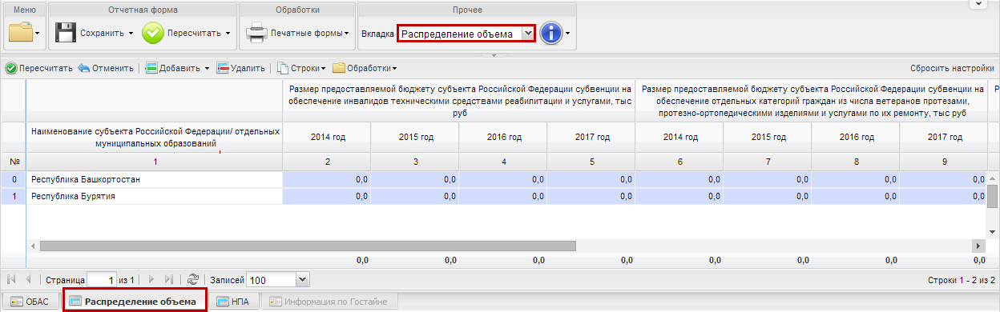 Меню
Отчетная форма
Обработки
Прочее
Сохранить
Пересчитать
Печатные формы
Вкладка
Распределение объема
Пересчитать Отменить Добавить Удалить Строки Обработки
Сбросить настройки
Размер предоставляемой бюджету субъекта Российской Федерации субвенции на
обеспечение инвалидов техническими средствами реабилитации и услугами, тыс
руб
Размер предоставляемой бюджету субъекта Российской Федерации субвенции на
обеспечение отдельных категорий граждан из числа ветеранов протезами,
протезно-ортопедическими изделиями и услугами по их ремонту, тыс руб
Наименование субъекта Российской Федерации/ отдельных
муниципальных образований
2014 год 2015 год 2016 год 2017 год 2014 год 2015 год 2016 год 2017 год
№ 1 2 3 4 5 6 7 8 9
0 Республика Башкортостан 0,0 0,0 0,0 0,0 0,0 0,0 0,0 0,0
1 Республика Бурятия 0,0 0,0 0,0 0,0 0,0 0,0 0,0 0,0
0,0 0,0 0,0 0,0 0,0 0,0 0,0 0,0
Страница 1 из 1 Записей 100
Строки 1 - 2 из 2
ОБАС Распределение объема НПА Информация по Гостайне